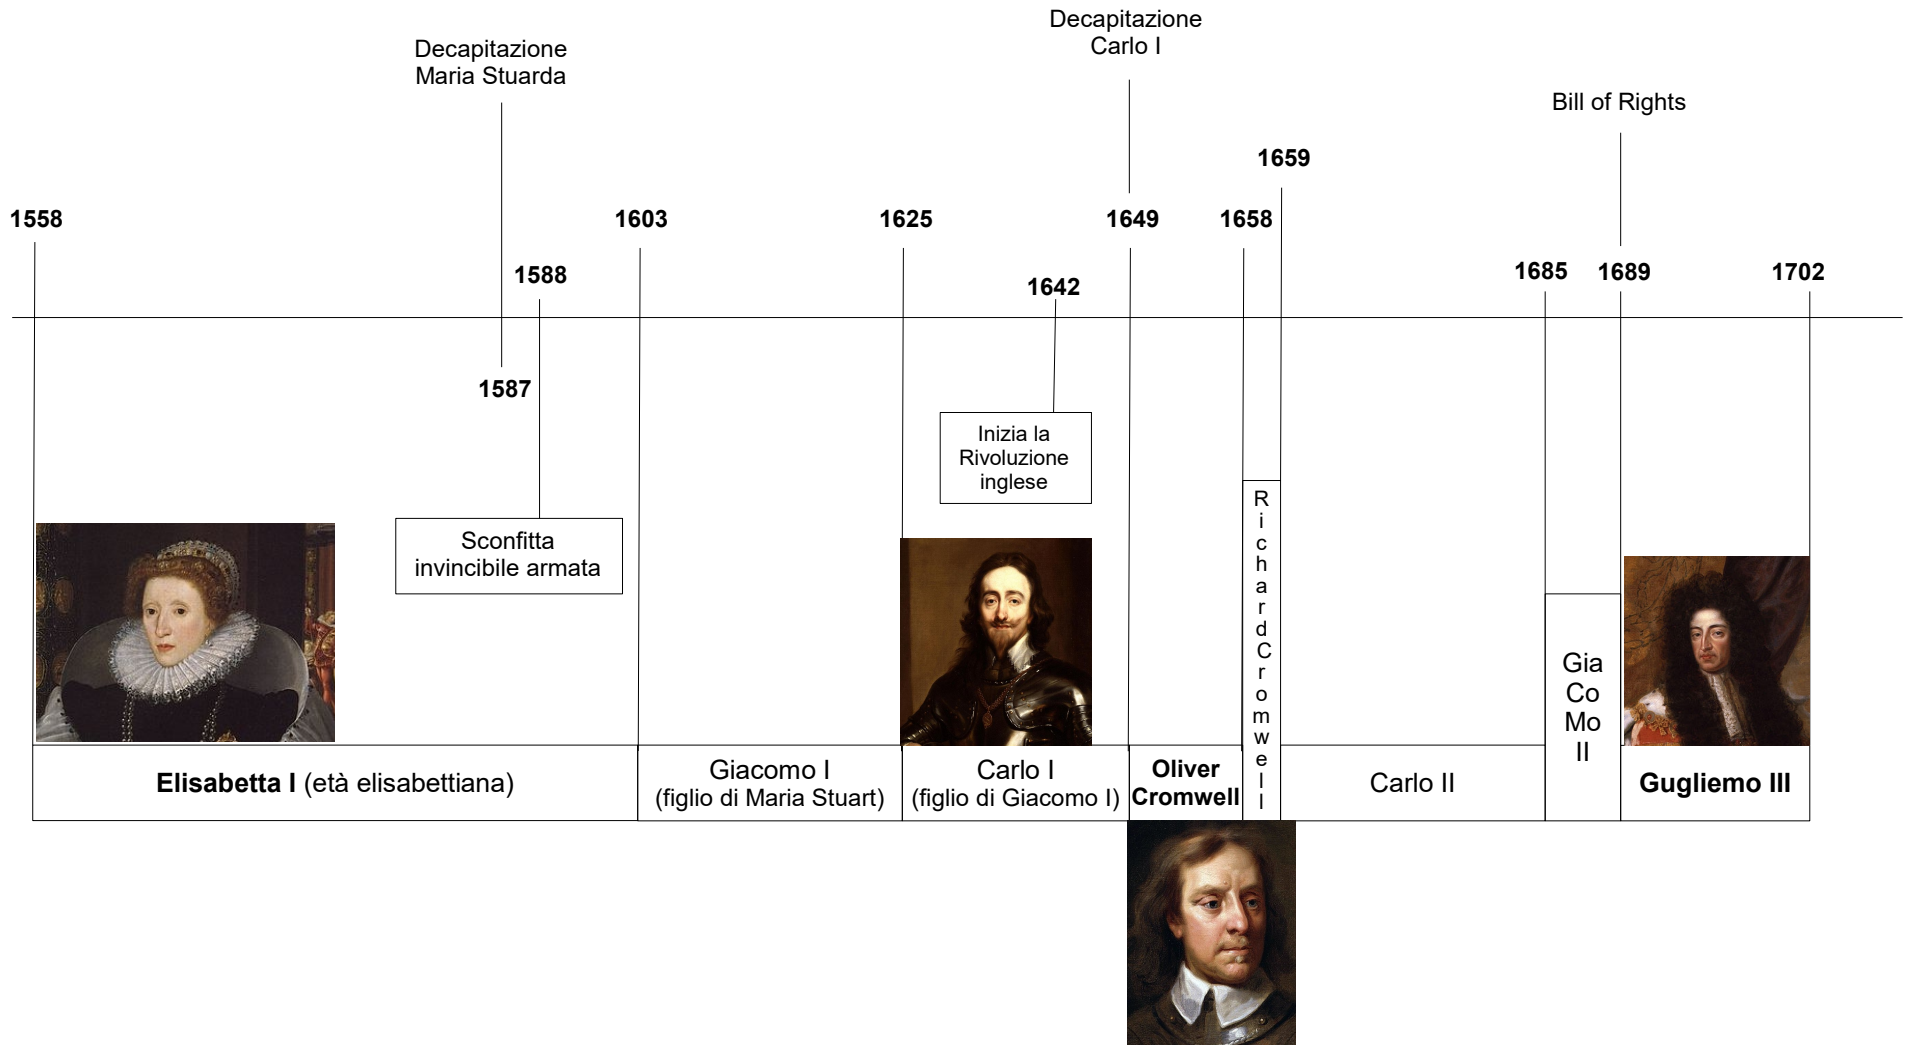 Decapitazione
Carlo I
Decapitazione
Maria Stuarda
Bill of Rights
1659
1558
1603
1625
1649
1658
1588
1642
1685
1689
1702
1587
Inizia la
Rivoluzione
inglese
Sconfitta
invincibile armata
RichardCromwell
Gia
Co
Mo
II
Elisabetta I (età elisabettiana)
Giacomo I
(figlio di Maria Stuart)
Carlo I
(figlio di Giacomo I)
Oliver
Cromwell
Carlo II
Gugliemo III